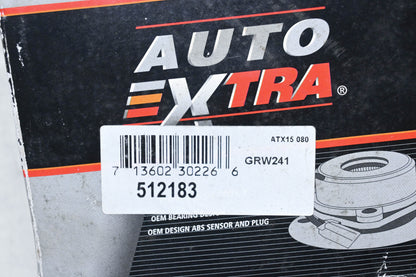 AUTO
EXTRA®
ATX15 080
7 13602 30226 6
GRW241
512183
OEM BEARING
OEM DESIGN ABS SENSOR AND PLUG